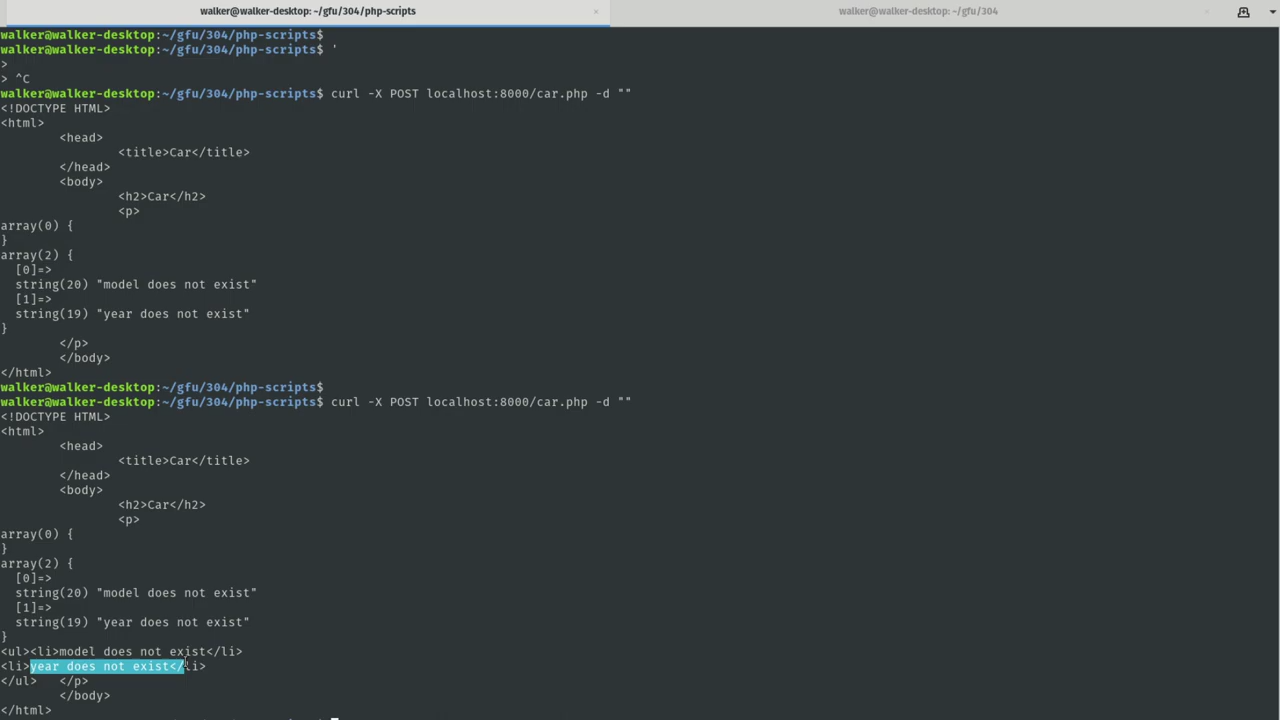 walker@walker-desktop: ~/gfu/304/php-scripts × walker@walker-desktop: ~/gfu/304
walker@walker-desktop:~/gfu/304/php-scripts$
walker@walker-desktop:~/gfu/304/php-scripts$ '
>
> ^C
walker@walker-desktop:~/gfu/304/php-scripts$ curl -X POST localhost:8000/car.php -d ""
<!DOCTYPE HTML>
<html>
<head>
<title>Car</title>
</head>
<body>
<h2>Car</h2>
<p>
array(0) {
}
array(2) {
[0]=>
string(20) "model does not exist"
[1]=>
string(19) "year does not exist"
}
</p>
</body>
</html>
walker@walker-desktop:~/gfu/304/php-scripts$
walker@walker-desktop:~/gfu/304/php-scripts$ curl -X POST localhost:8000/car.php -d ""
<!DOCTYPE HTML>
<html>
<head>
<title>Car</title>
</head>
<body>
<h2>Car</h2>
<p>
array(0) {
}
array(2) {
[0]=>
string(20) "model does not exist"
[1]=>
string(19) "year does not exist"
}
<ul><li>model does not exist</li>
<li>year does not exist</li>
</ul> </p>
</body>
</html>